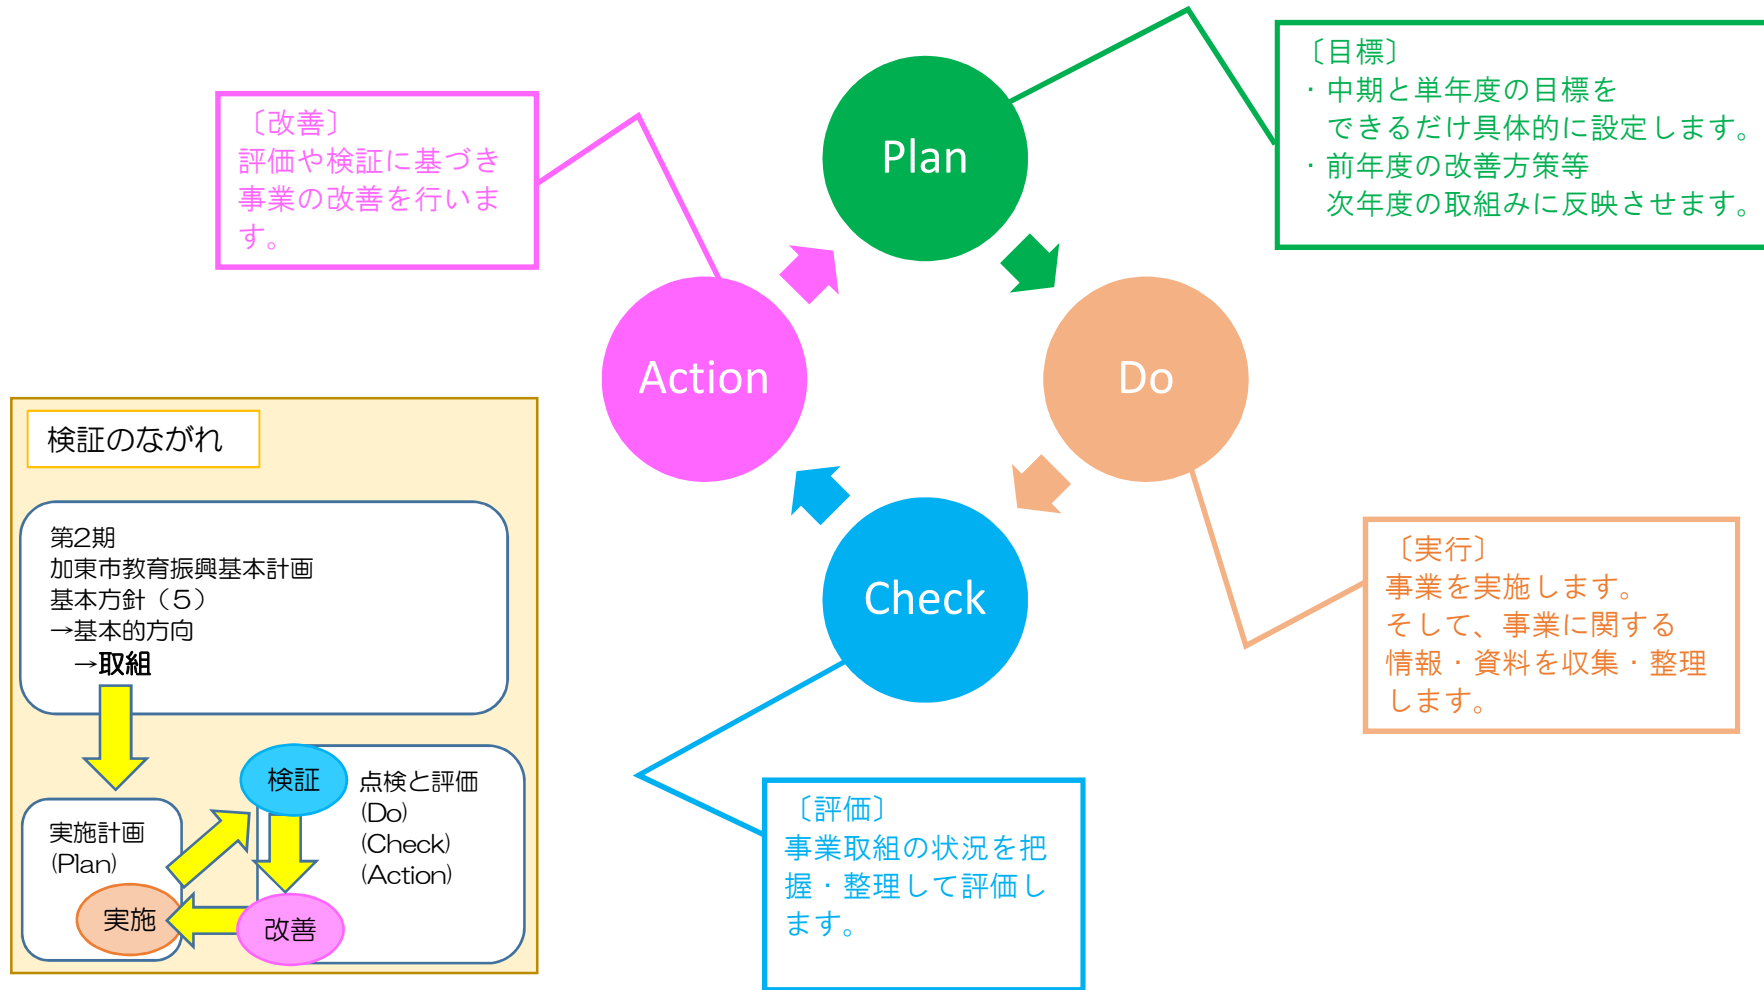 〔目標〕
・中期と単年度の目標を
できるだけ具体的に設定します。
・前年度の改善方策等
次年度の取組みに反映させます。
Plan
〔改善〕
評価や検証に基づき
事業の改善を行いま
す。
Action
Do
検証のながれ
第2期
加東市教育振興基本計画
基本方針（５）
→基本的方向
→取組
Check
〔実行〕
事業を実施します。
そして、事業に関する
情報・資料を収集・整理
します。
検証
点検と評価
(Do)
(Check)
(Action)
実施計画
(Plan)
実施
改善
〔評価〕
事業取組の状況を把
握・整理して評価し
ます。